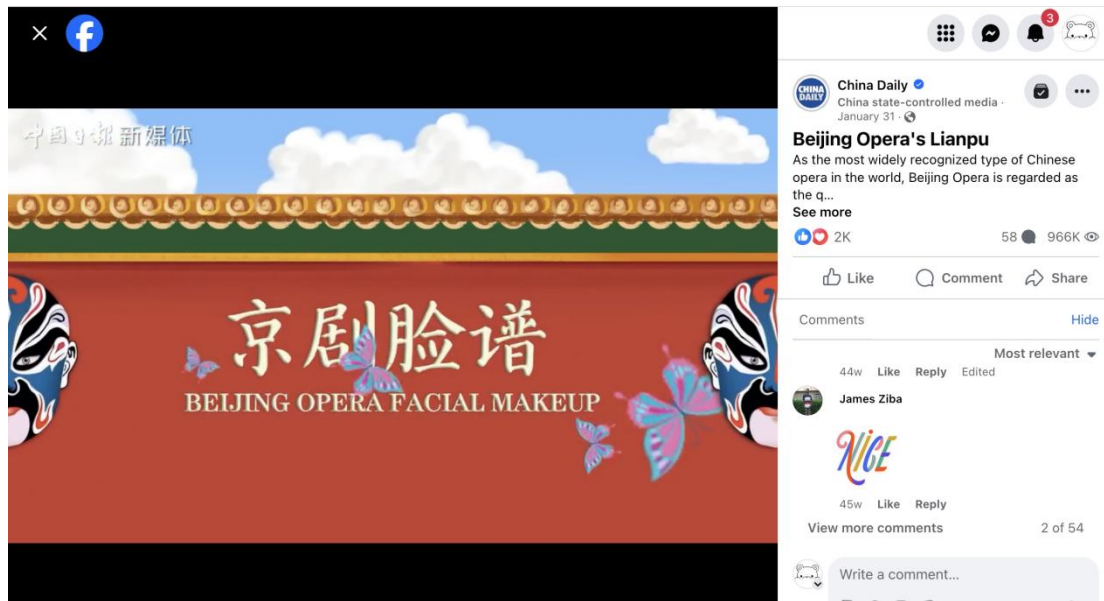 中国日报新媒体
京剧脸谱
BEIJING OPERA FACIAL MAKEUP
3
CHINA DAILY
China Daily
China state-controlled media ·
January 31 ·
Beijing Opera's Lianpu
As the most widely recognized type of Chinese
opera in the world, Beijing Opera is regarded as
the q...
See more
2K 58 966K
Like Comment Share
Comments Hide
Most relevant
44w Like Reply Edited
James Ziba
NICE
45w Like Reply
View more comments 2 of 54
Write a comment...